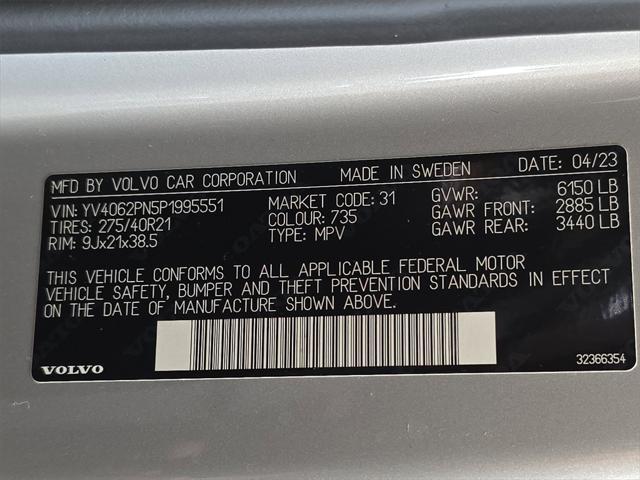 MFD BY VOLVO CAR CORPORATION MADE IN SWEDEN DATE: 04/23
VIN: YV4062PN5P1995551 MARKET CODE: 31 GVWR: 6150 LB
TIRES: 275/40R21 COLOUR: 735 GAWR FRONT: 2885 LB
RIM: 9Jx21x38.5 TYPE: MPV GAWR REAR: 3440 LB
THIS VEHICLE CONFORMS TO ALL APPLICABLE FEDERAL MOTOR
VEHICLE SAFETY, BUMPER AND THEFT PREVENTION STANDARDS IN EFFECT
ON THE DATE OF MANUFACTURE SHOWN ABOVE.
VOLVO 32366354